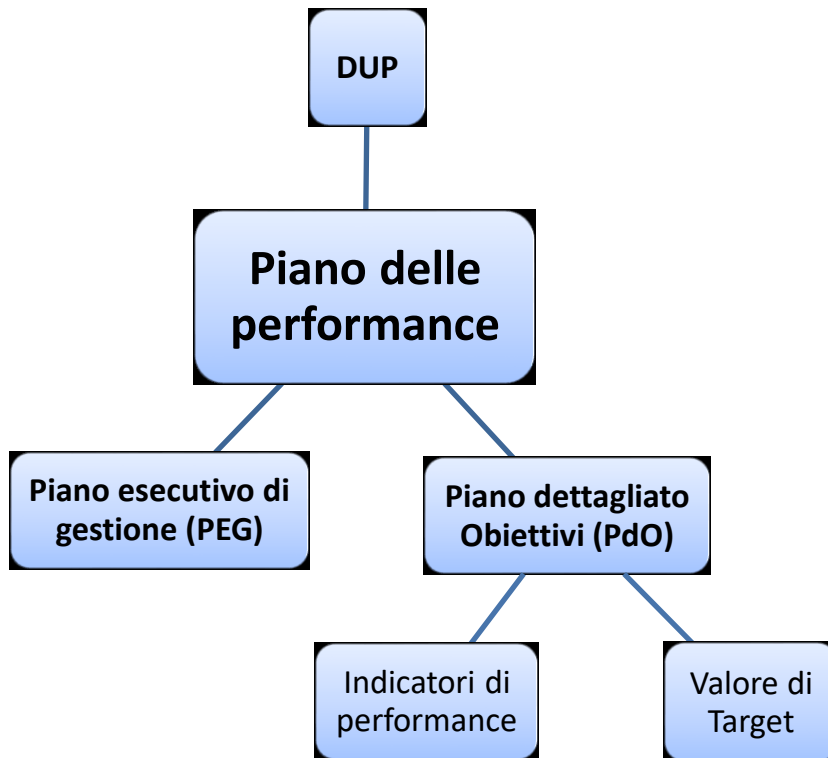 DUP
Piano delle
performance
Piano esecutivo di
gestione (PEG)
Piano dettagliato
Obiettivi (PdO)
Indicatori di
performance
Valore di
Target